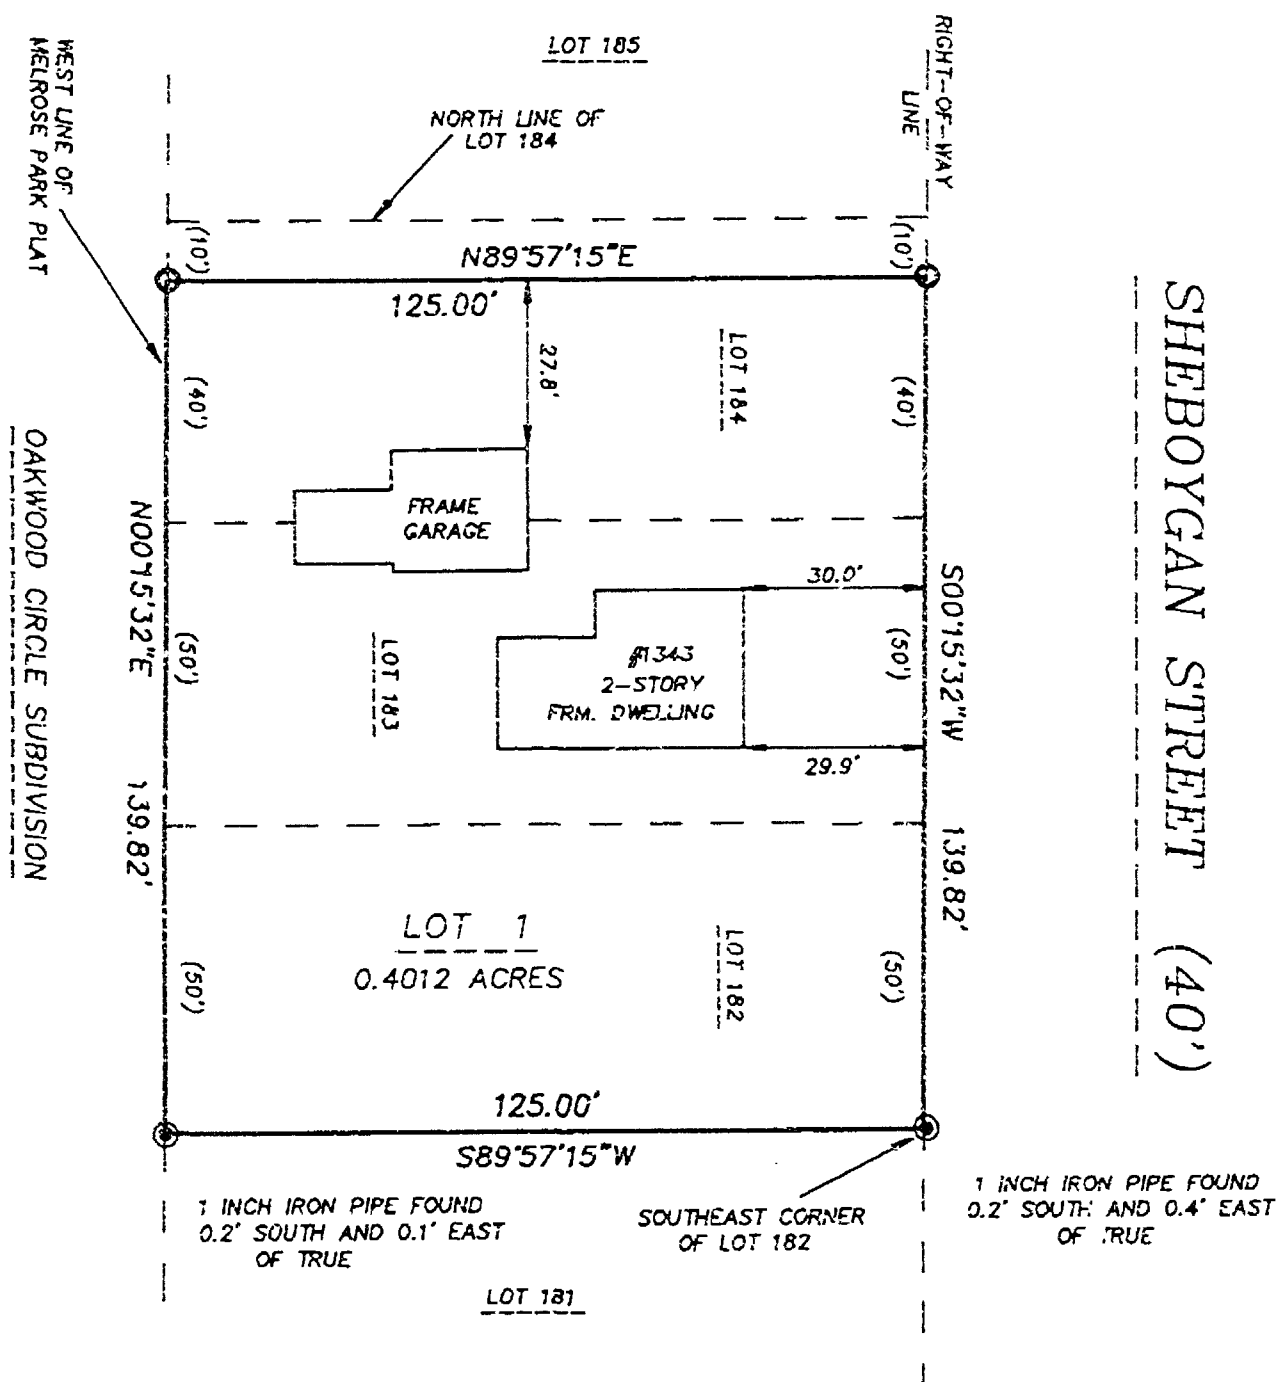 LOT 185
RIGHT-OF-WAY
LINE
NORTH LINE OF
LOT 184
WEST LINE OF
MELROSE PARK PLAT
(10')
(10')
N89°57'15"E
125.00'
SHEBOYGAN STREET (40')
27.8'
LOT 184
(40')
(40')
OAKWOOD CIRCLE SUBDIVISION
FRAME
GARAGE
N00°15'32"E 139.82'
S00°15'32"W 139.82'
30.0'
(50')
(50')
LOT 183
#1343
2-STORY
FRM. DWELLING
29.9'
LOT 1
0.4012 ACRES
LOT 182
(50')
(50')
125.00'
S89°57'15"W
1 INCH IRON PIPE FOUND
0.2' SOUTH AND 0.1' EAST
OF TRUE
SOUTHEAST CORNER
OF LOT 182
1 INCH IRON PIPE FOUND
0.2' SOUTH AND 0.4' EAST
OF TRUE
LOT 181